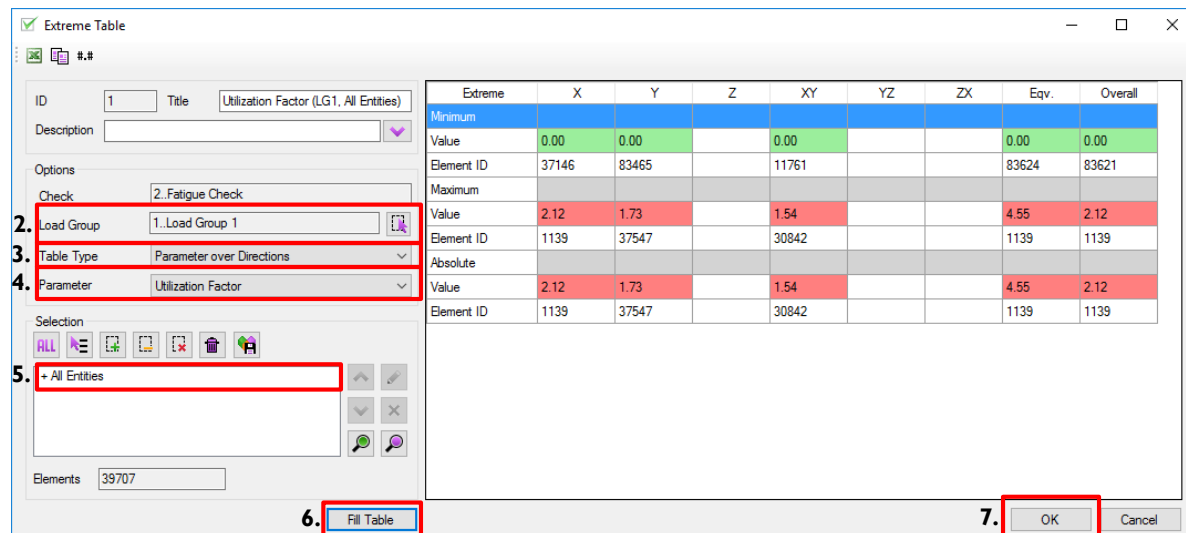 Extreme Table
#.#
ID 1 Title Utilization Factor (LG1, All Entities)
Description
Options
Check 2..Fatigue Check
2. Load Group 1..Load Group 1
3. Table Type Parameter over Directions
4. Parameter Utilization Factor
Selection
ALL
5. + All Entities
Elements 39707
6. Fill Table
Extreme X Y Z XY YZ ZX Eqv. Overall
Minimum
Value 0.00 0.00 0.00 0.00 0.00
Element ID 37146 83465 11761 83624 83621
Maximum
Value 2.12 1.73 1.54 4.55 2.12
Element ID 1139 37547 30842 1139 1139
Absolute
Value 2.12 1.73 1.54 4.55 2.12
Element ID 1139 37547 30842 1139 1139
7. OK Cancel